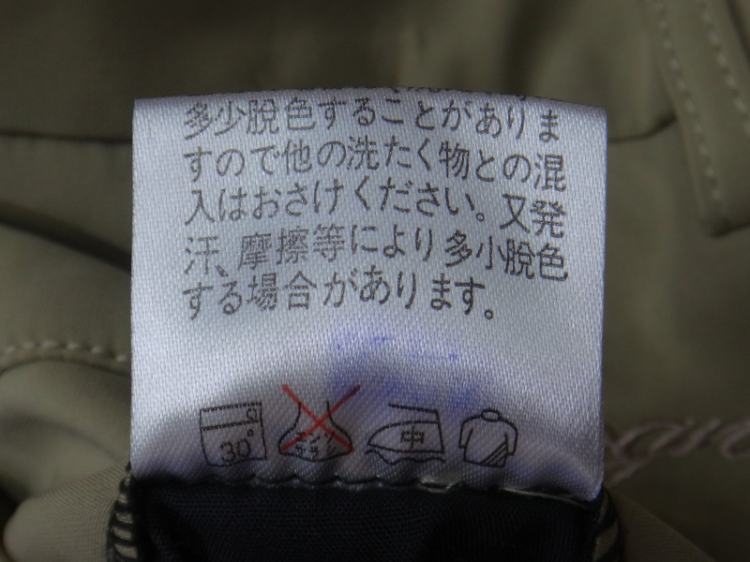 多少脱色することがありま
すので他の洗たく物との混
入はおさけください。又発
汗、摩擦等により多小脱色
する場合があります。
30° エンソ サラシ 中